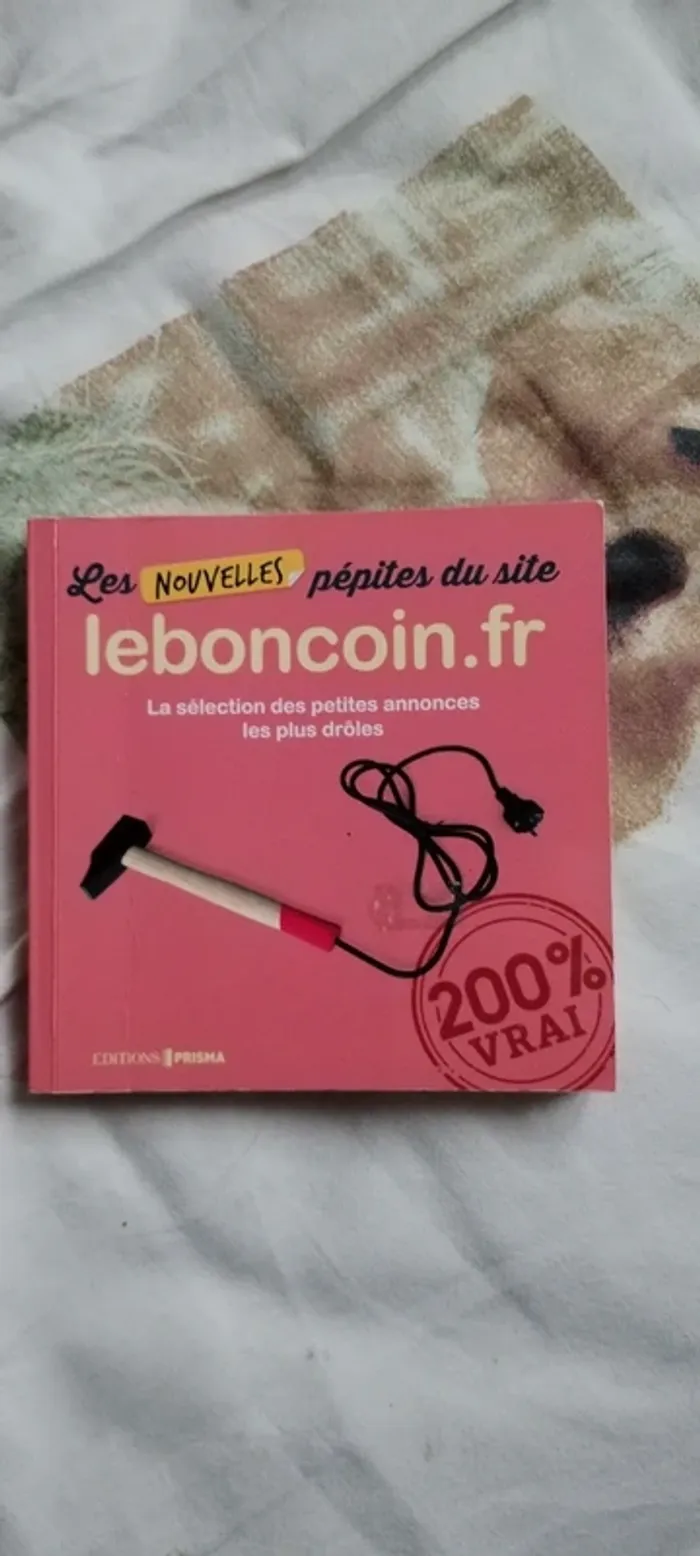 Les NOUVELLES pépites du site
leboncoin.fr
La sélection des petites annonces
les plus drôles
200%
VRAI
EDITIONS PRISMA